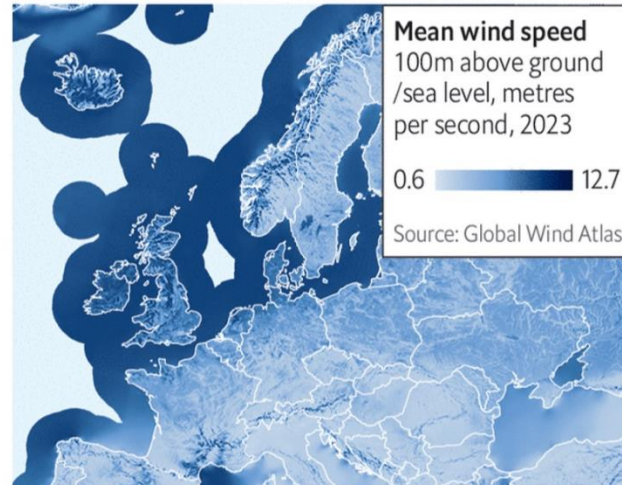 Mean wind speed
100m above ground
/sea level, metres
per second, 2023
0.6 12.7
Source: Global Wind Atlas